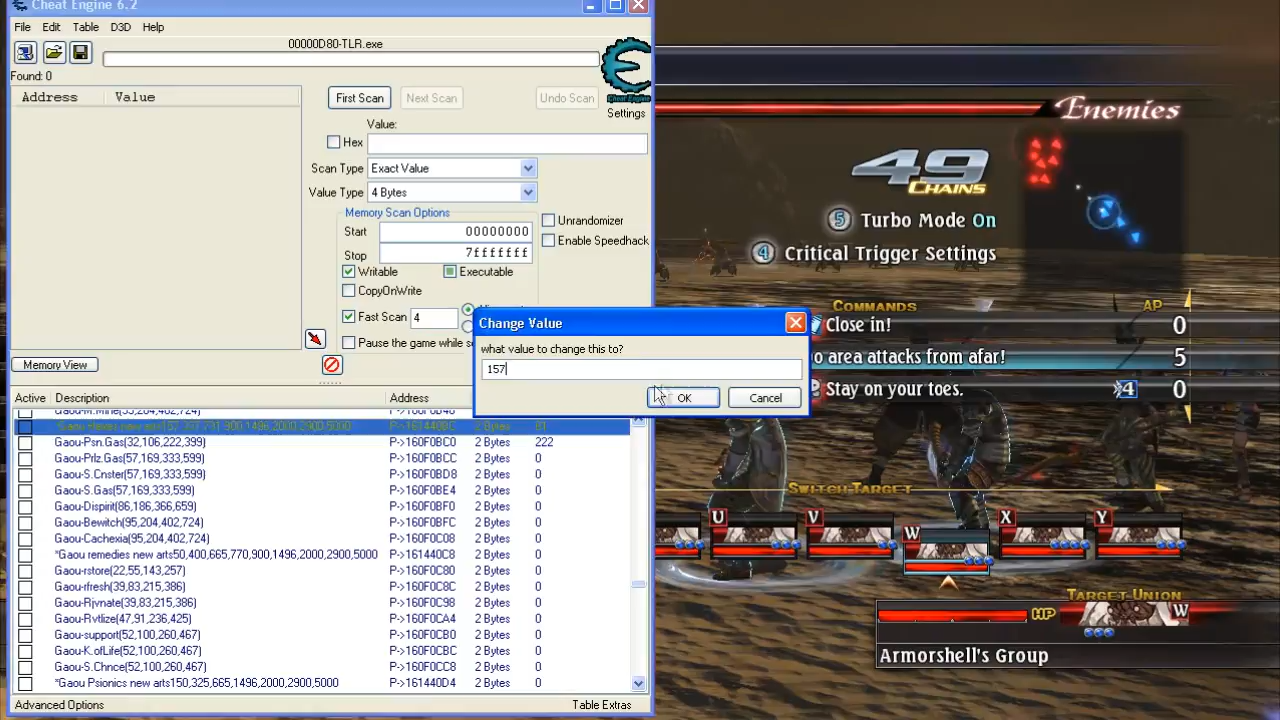 Cheat Engine 6.2
File Edit Table D3D Help
00000D80-TLR.exe
Found: 0
Address Value
First Scan Next Scan Undo Scan
Cheat Engine
Settings
Value:
Hex
Scan Type Exact Value
Value Type 4 Bytes
Memory Scan Options
Start 00000000
Stop 7fffffff
Unrandomizer
Enable Speedhack
Writable Executable
CopyOnWrite
Fast Scan 4
Pause the game while
Memory View
Change Value
what value to change this to?
157
OK Cancel
Active Description Address
P->161440BC 2 Bytes 81
Gaou-Psn.Gas(32,106,222,399) P->160F0BC0 2 Bytes 222
Gaou-Prlz.Gas(57,169,333,599) P->160F0BCC 2 Bytes 0
Gaou-S.Cnster(57,169,333,599) P->160F0BD8 2 Bytes 0
Gaou-S.Gas(57,169,333,599) P->160F0BE4 2 Bytes 0
Gaou-Dispirit(86,186,366,659) P->160F0BF0 2 Bytes 0
Gaou-Bewitch(95,204,402,724) P->160F0BFC 2 Bytes 0
Gaou-Cachexia(95,204,402,724) P->160F0C08 2 Bytes 0
*Gaou remedies new arts50,400,665,770,900,1496,2000,2900,5000 P->161440C8 2 Bytes 0
Gaou-rstore(22,55,143,257) P->160F0C80 2 Bytes 0
Gaou-rfresh(39,83,215,386) P->160F0C8C 2 Bytes 0
Gaou-Rjvnate(39,83,215,386) P->160F0C98 2 Bytes 0
Gaou-Rvtlize(47,91,236,425) P->160F0CA4 2 Bytes 0
Gaou-support(52,100,260,467) P->160F0CB0 2 Bytes 0
Gaou-K.ofLife(52,100,260,467) P->160F0CBC 2 Bytes 0
Gaou-S.Chnce(52,100,260,467) P->160F0CC8 2 Bytes 0
*Gaou Psionics new arts150,325,665,1496,2000,2900,5000 P->161440D4 2 Bytes 0
Advanced Options Table Extras
Enemies
49 CHAINS
5 Turbo Mode On
4 Critical Trigger Settings
COMMANDS AP
Close in! 0
o area attacks from afar! 5
Stay on your toes. 4 0
SWITCH TARGET
U V W X Y
TARGET UNION
HP W
Armorshell's Group